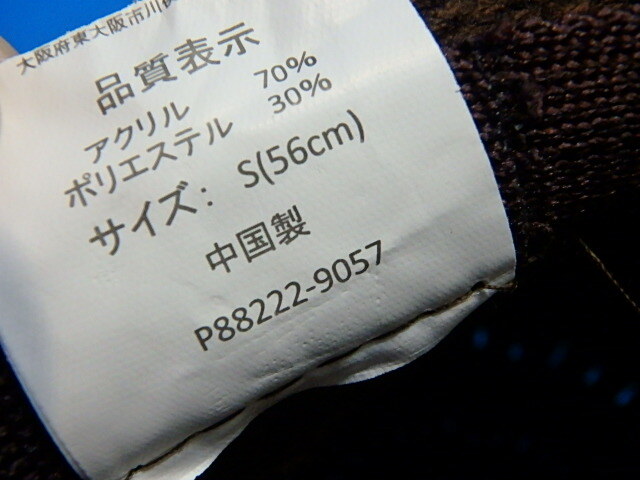 大阪府東大阪市川俣
品質表示
アクリル 70%
ポリエステル 30%
サイズ: S(56cm)
中国製
P88222-9057